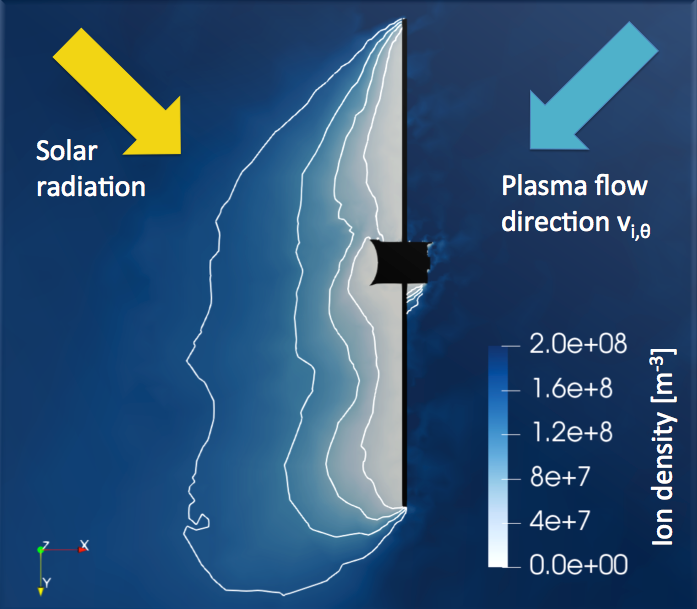 Solar
radiation
Plasma flow
direction vi,θ
2.0e+08
1.6e+8
1.2e+8
8e+7
4e+7
0.0e+00
Ion density [m-3]
Z
X
Y